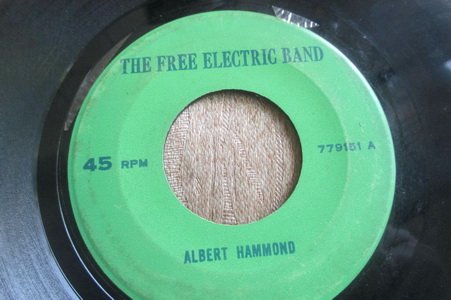 THE FREE ELECTRIC BAND
45 RPM
779151 A
ALBERT HAMMOND